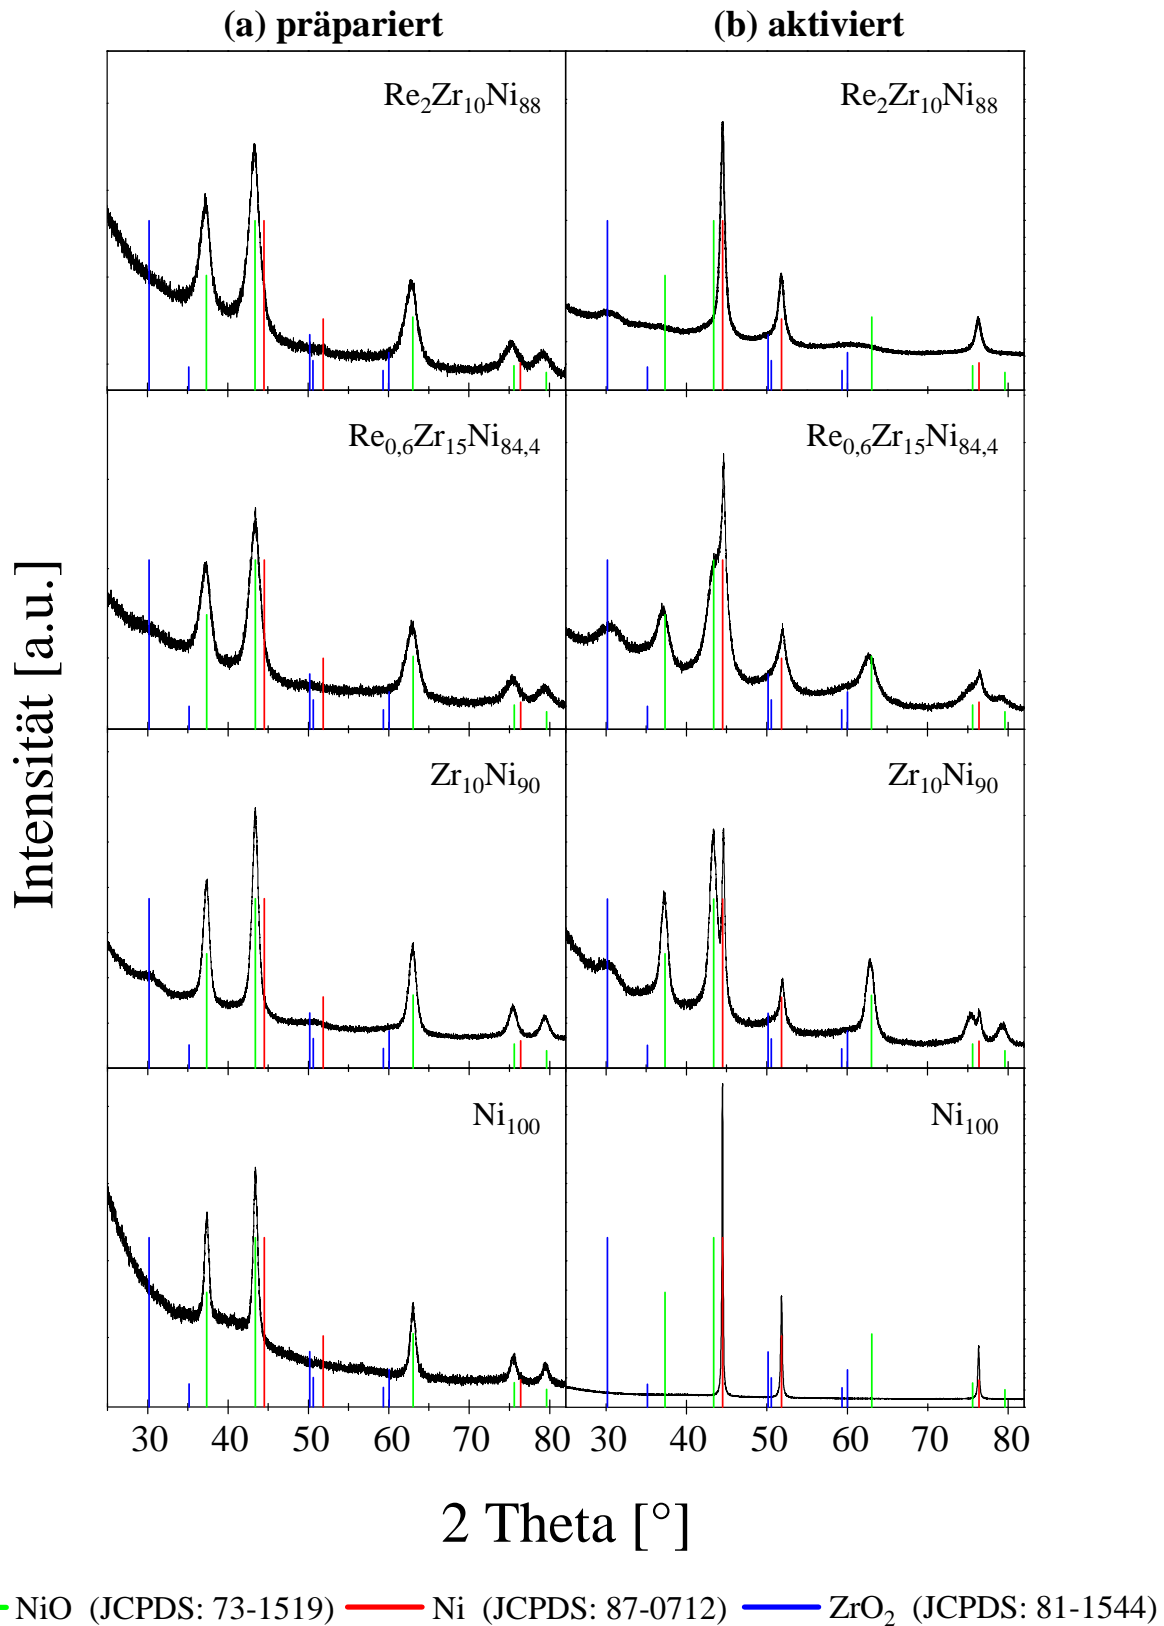 (a) präpariert (b) aktiviert
Re2Zr10Ni88 Re2Zr10Ni88
Re0,6Zr15Ni84,4 Re0,6Zr15Ni84,4
Zr10Ni90 Zr10Ni90
Ni100 Ni100
Intensität [a.u.]
30 40 50 60 70 80 30 40 50 60 70 80
2 Theta [°]
NiO (JCPDS: 73-1519) Ni (JCPDS: 87-0712) ZrO2 (JCPDS: 81-1544)